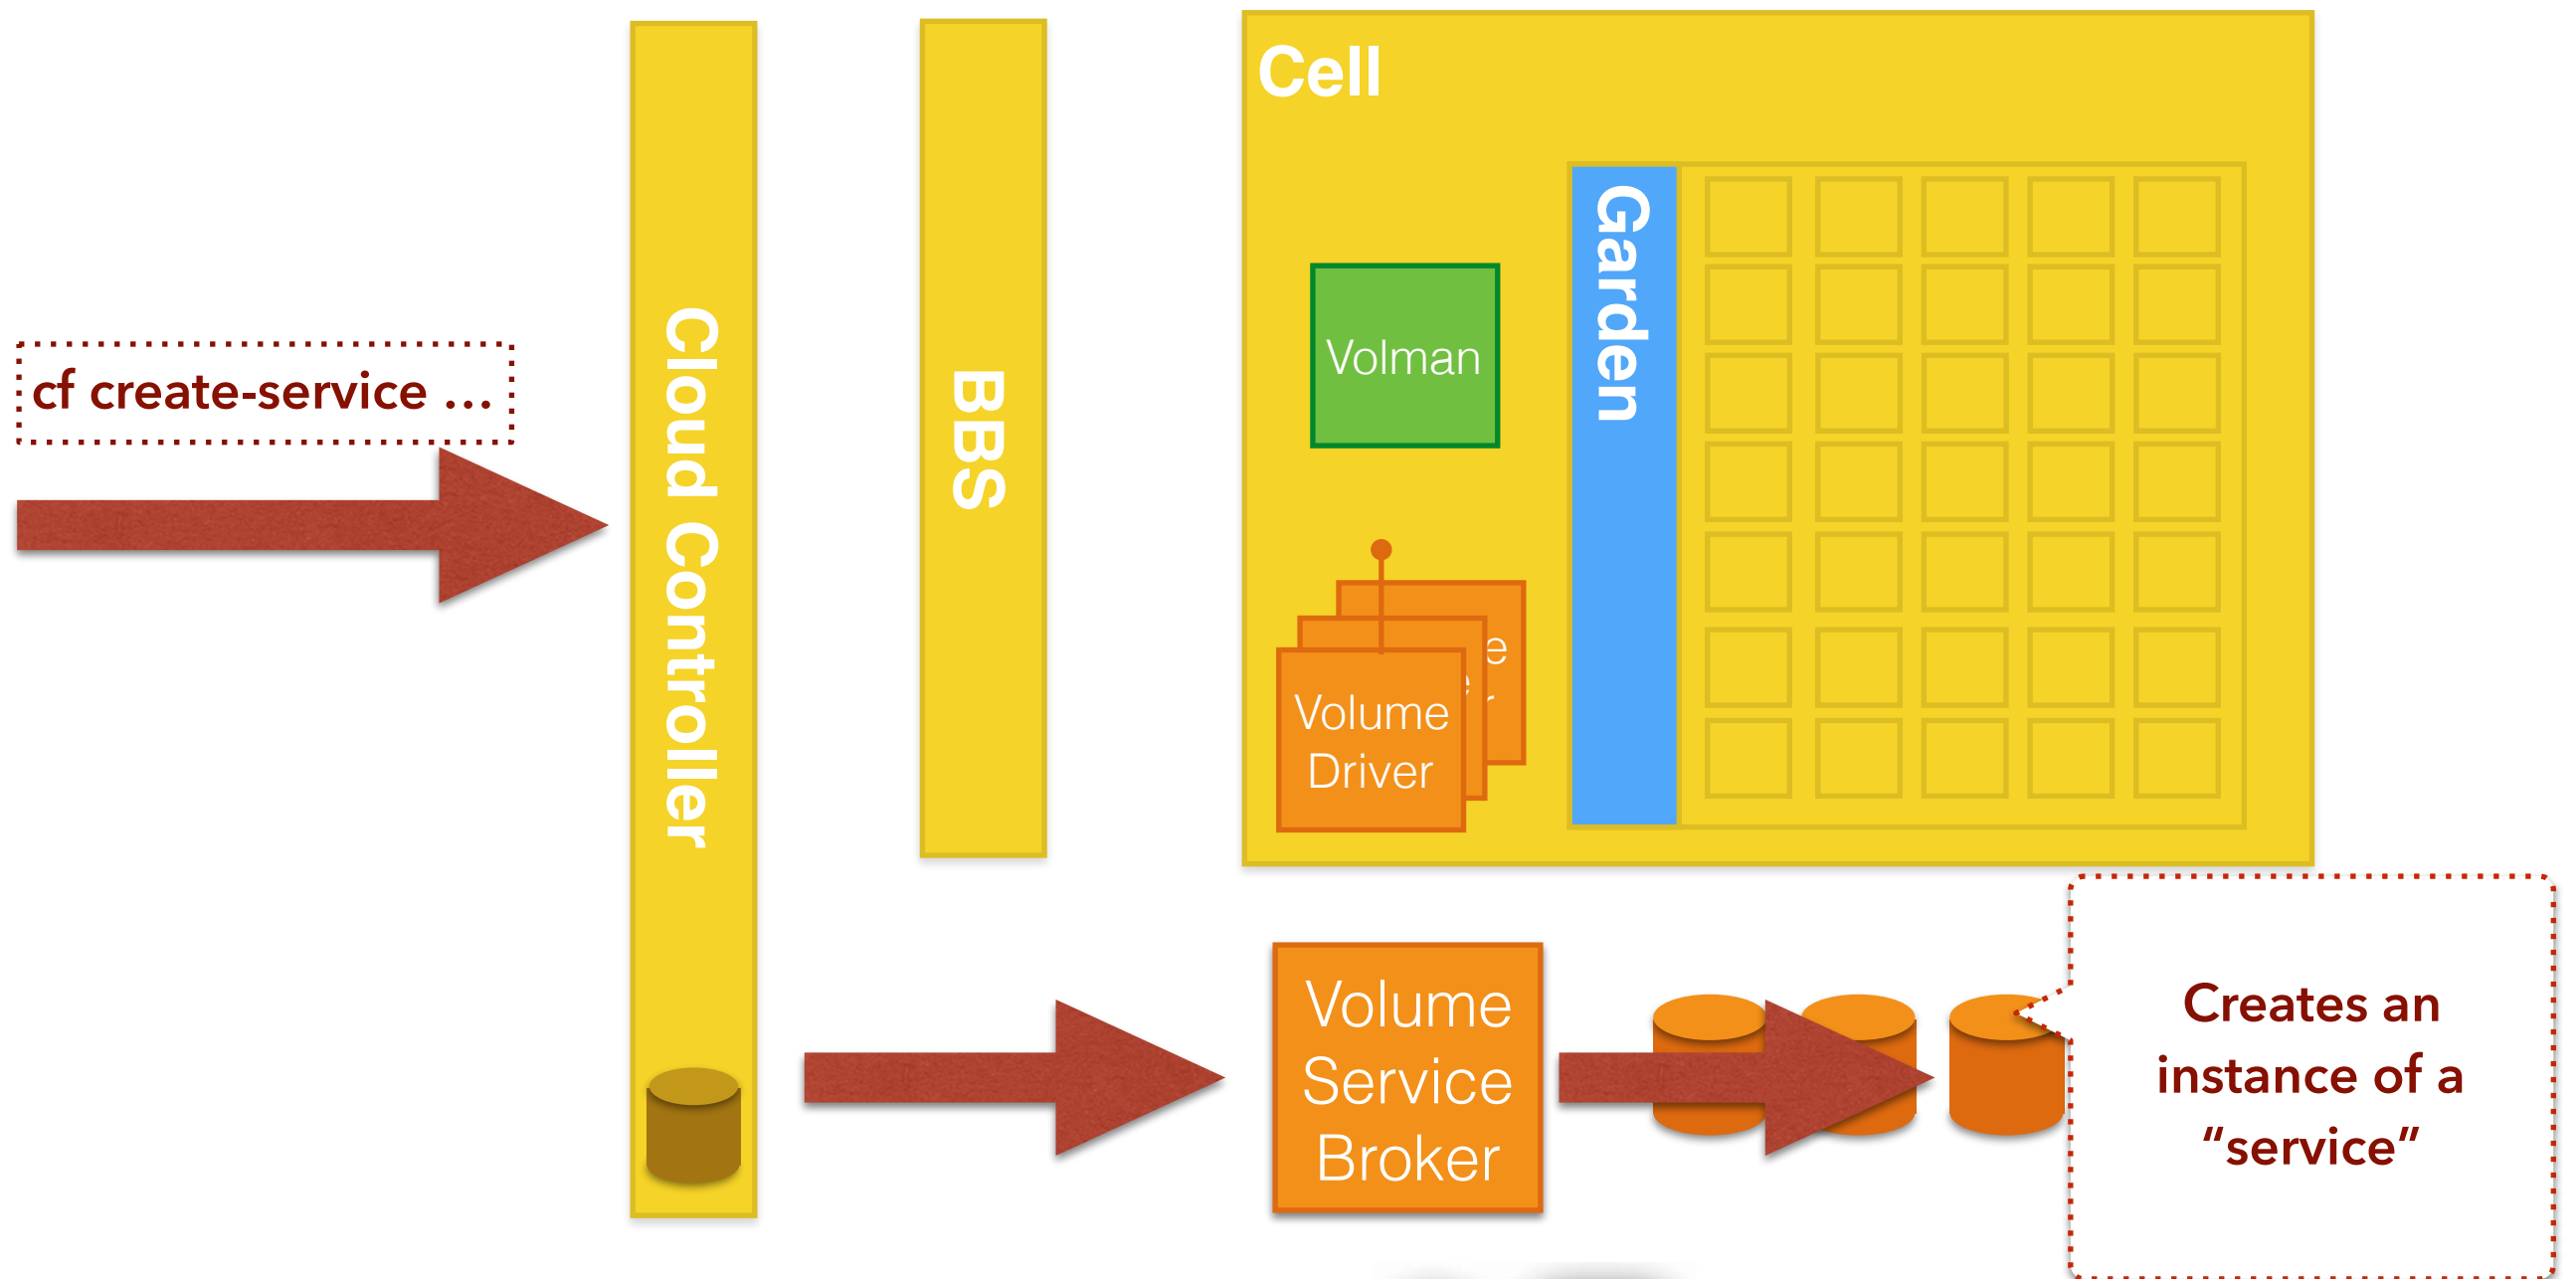 cf create-service …
Cloud Controller
BBS
Cell
Volman
Garden
e
r
Volume
Driver
Volume
Service
Broker
Creates an
instance of a
“service”